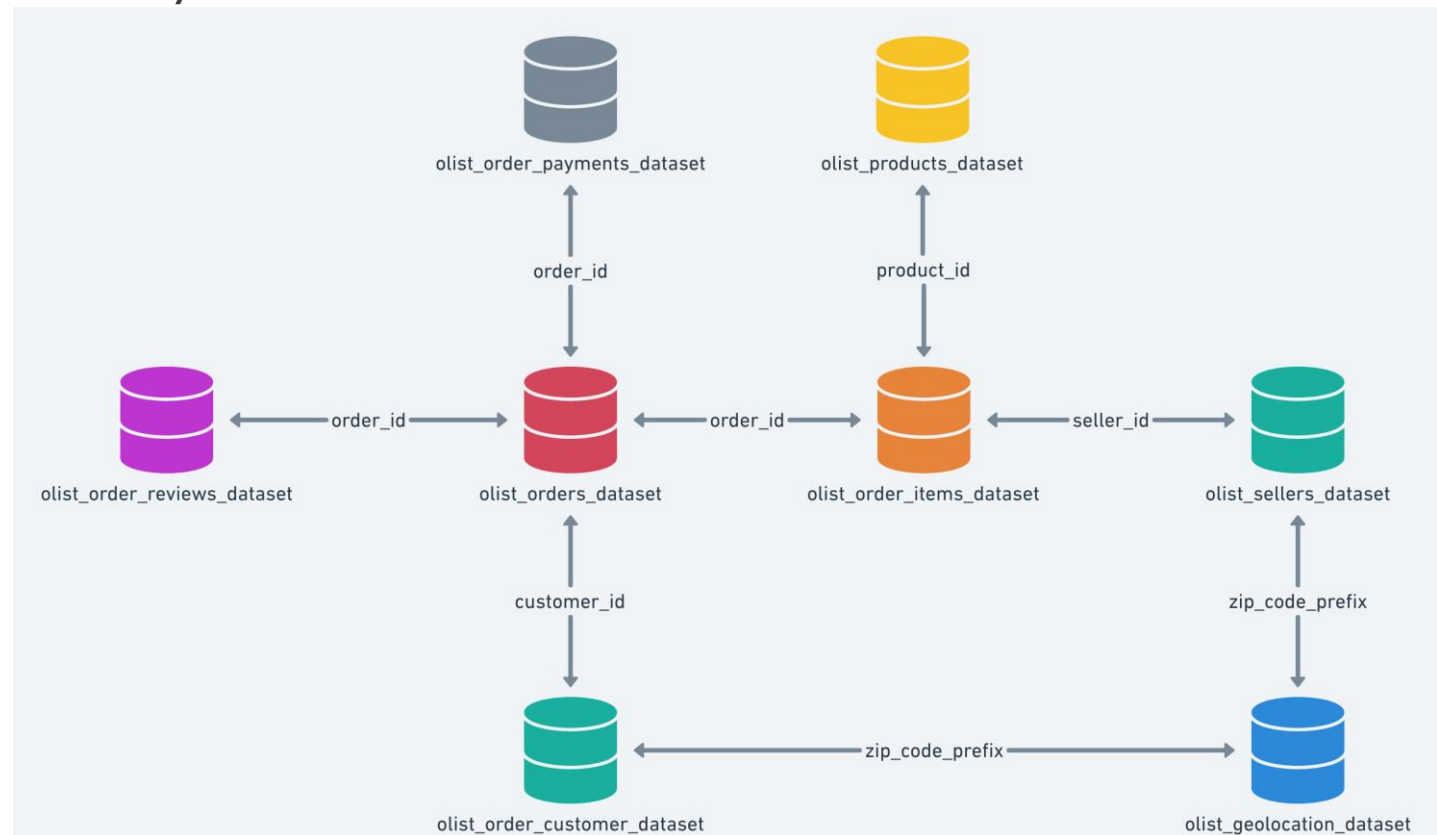 olist_order_payments_dataset
olist_products_dataset
order_id
product_id
order_id
order_id
seller_id
olist_order_reviews_dataset
olist_orders_dataset
olist_order_items_dataset
olist_sellers_dataset
customer_id
zip_code_prefix
zip_code_prefix
olist_order_customer_dataset
olist_geolocation_dataset